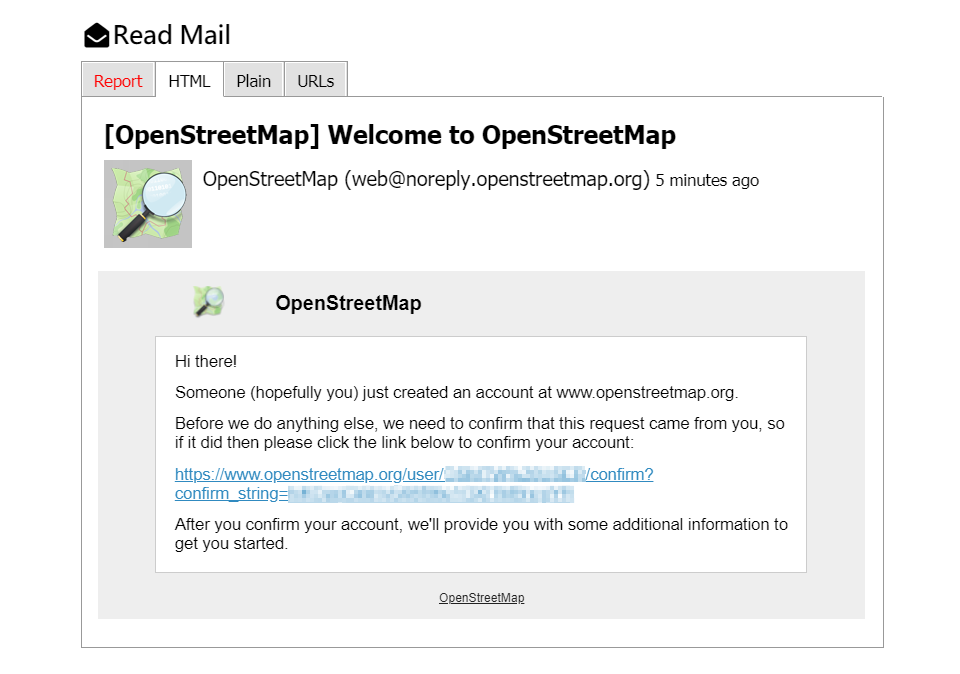 Read Mail
Report HTML Plain URLs
[OpenStreetMap] Welcome to OpenStreetMap
OpenStreetMap (web@noreply.openstreetmap.org) 5 minutes ago
OpenStreetMap
Hi there!
Someone (hopefully you) just created an account at www.openstreetmap.org.
Before we do anything else, we need to confirm that this request came from you, so
if it did then please click the link below to confirm your account:
https://www.openstreetmap.org/user/ /confirm?
confirm_string=
After you confirm your account, we'll provide you with some additional information to
get you started.
OpenStreetMap